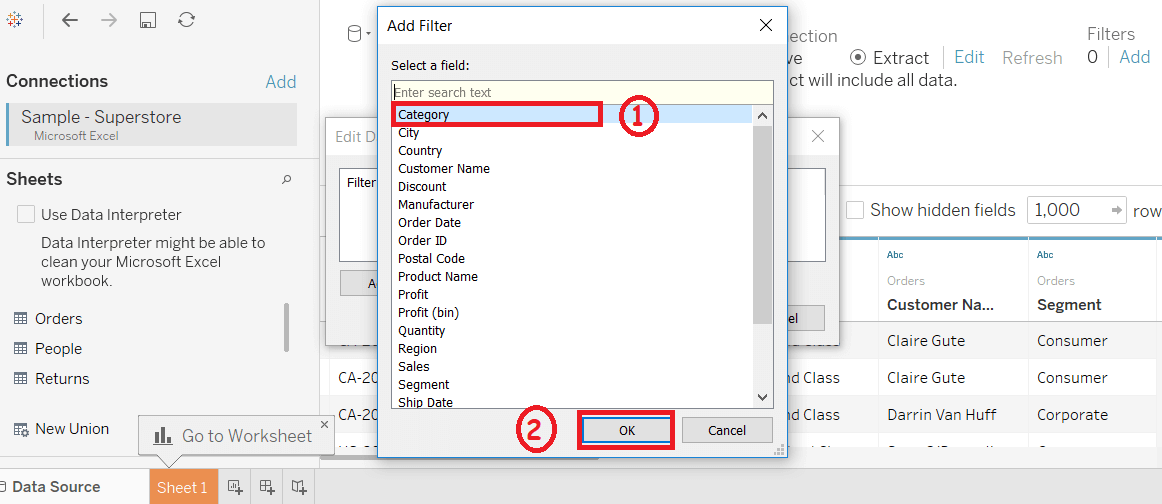 Connections
Add
Sample - Superstore
Microsoft Excel
Sheets
Use Data Interpreter
Data Interpreter might be able to
clean your Microsoft Excel
workbook.
Orders
People
Returns
New Union
Go to Worksheet
Data Source
Sheet 1
Edit D
Filter
Add Filter
Select a field:
Enter search text
Category
1
City
Country
Customer Name
Discount
Manufacturer
Order Date
Order ID
Postal Code
Product Name
Profit
Profit (bin)
Quantity
Region
Sales
Segment
Ship Date
2
OK
Cancel
Extract
Edit
Refresh
Filters
0
Add
ct will include all data.
Show hidden fields
1,000
row
Abc
Abc
Orders
Orders
Customer Na...
Segment
Claire Gute
Consumer
CA-20
nd Class
Claire Gute
Consumer
CA-20
nd Class
Darrin Van Huff
Corporate